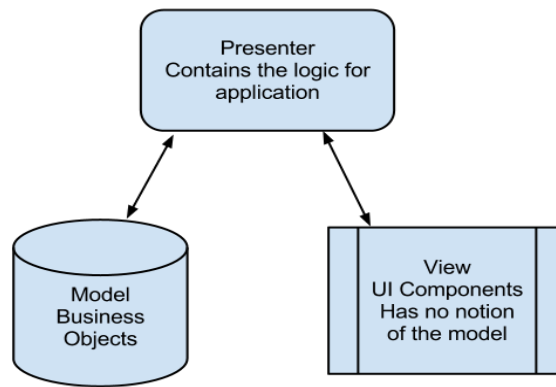 Presenter
Contains the logic for
application
Model
Business
Objects
View
UI Components
Has no notion
of the model